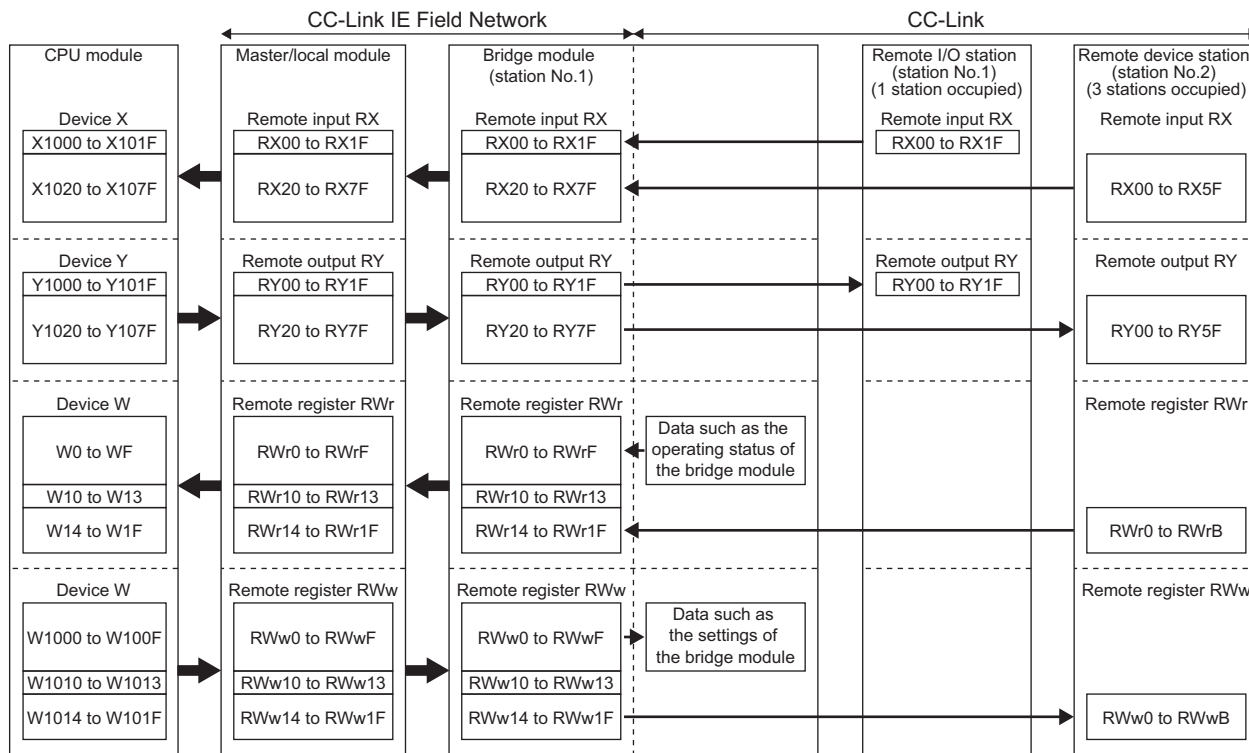 CC-Link IE Field Network
CC-Link
CPU module
Master/local module
Bridge module
(station No.1)
Remote I/O station
(station No.1)
(1 station occupied)
Remote device station
(station No.2)
(3 stations occupied)
Device X
Remote input RX
Remote input RX
Remote input RX
Remote input RX
X1000 to X101F
RX00 to RX1F
RX00 to RX1F
RX00 to RX1F
X1020 to X107F
RX20 to RX7F
RX20 to RX7F
RX00 to RX5F
Device Y
Remote output RY
Remote output RY
Remote output RY
Remote output RY
Y1000 to Y101F
RY00 to RY1F
RY00 to RY1F
RY00 to RY1F
Y1020 to Y107F
RY20 to RY7F
RY20 to RY7F
RY00 to RY5F
Device W
Remote register RWr
Remote register RWr
Remote register RWr
W0 to WF
RWr0 to RWrF
RWr0 to RWrF
Data such as the
operating status of
the bridge module
W10 to W13
RWr10 to RWr13
RWr10 to RWr13
W14 to W1F
RWr14 to RWr1F
RWr14 to RWr1F
RWr0 to RWrB
Device W
Remote register RWw
Remote register RWw
Remote register RWw
W1000 to W100F
RWw0 to RWwF
RWw0 to RWwF
Data such as
the settings of
the bridge module
W1010 to W1013
RWw10 to RWw13
RWw10 to RWw13
W1014 to W101F
RWw14 to RWw1F
RWw14 to RWw1F
RWw0 to RWwB